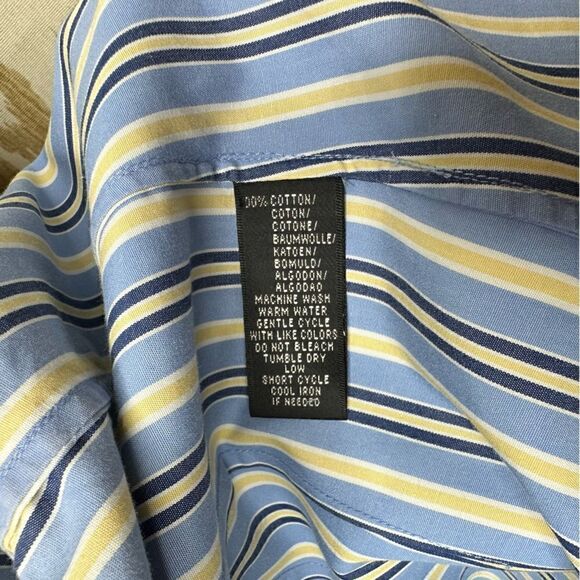 00% COTTON/
COTON/
COTONE/
BAUMWOLLE/
KATOEN/
BOMULD/
ALGODON/
ALGODAO
MACHINE WASH
WARM WATER
GENTLE CYCLE
WITH LIKE COLORS
DO NOT BLEACH
TUMBLE DRY
LOW
SHORT CYCLE
COOL IRON
IF NEEDED